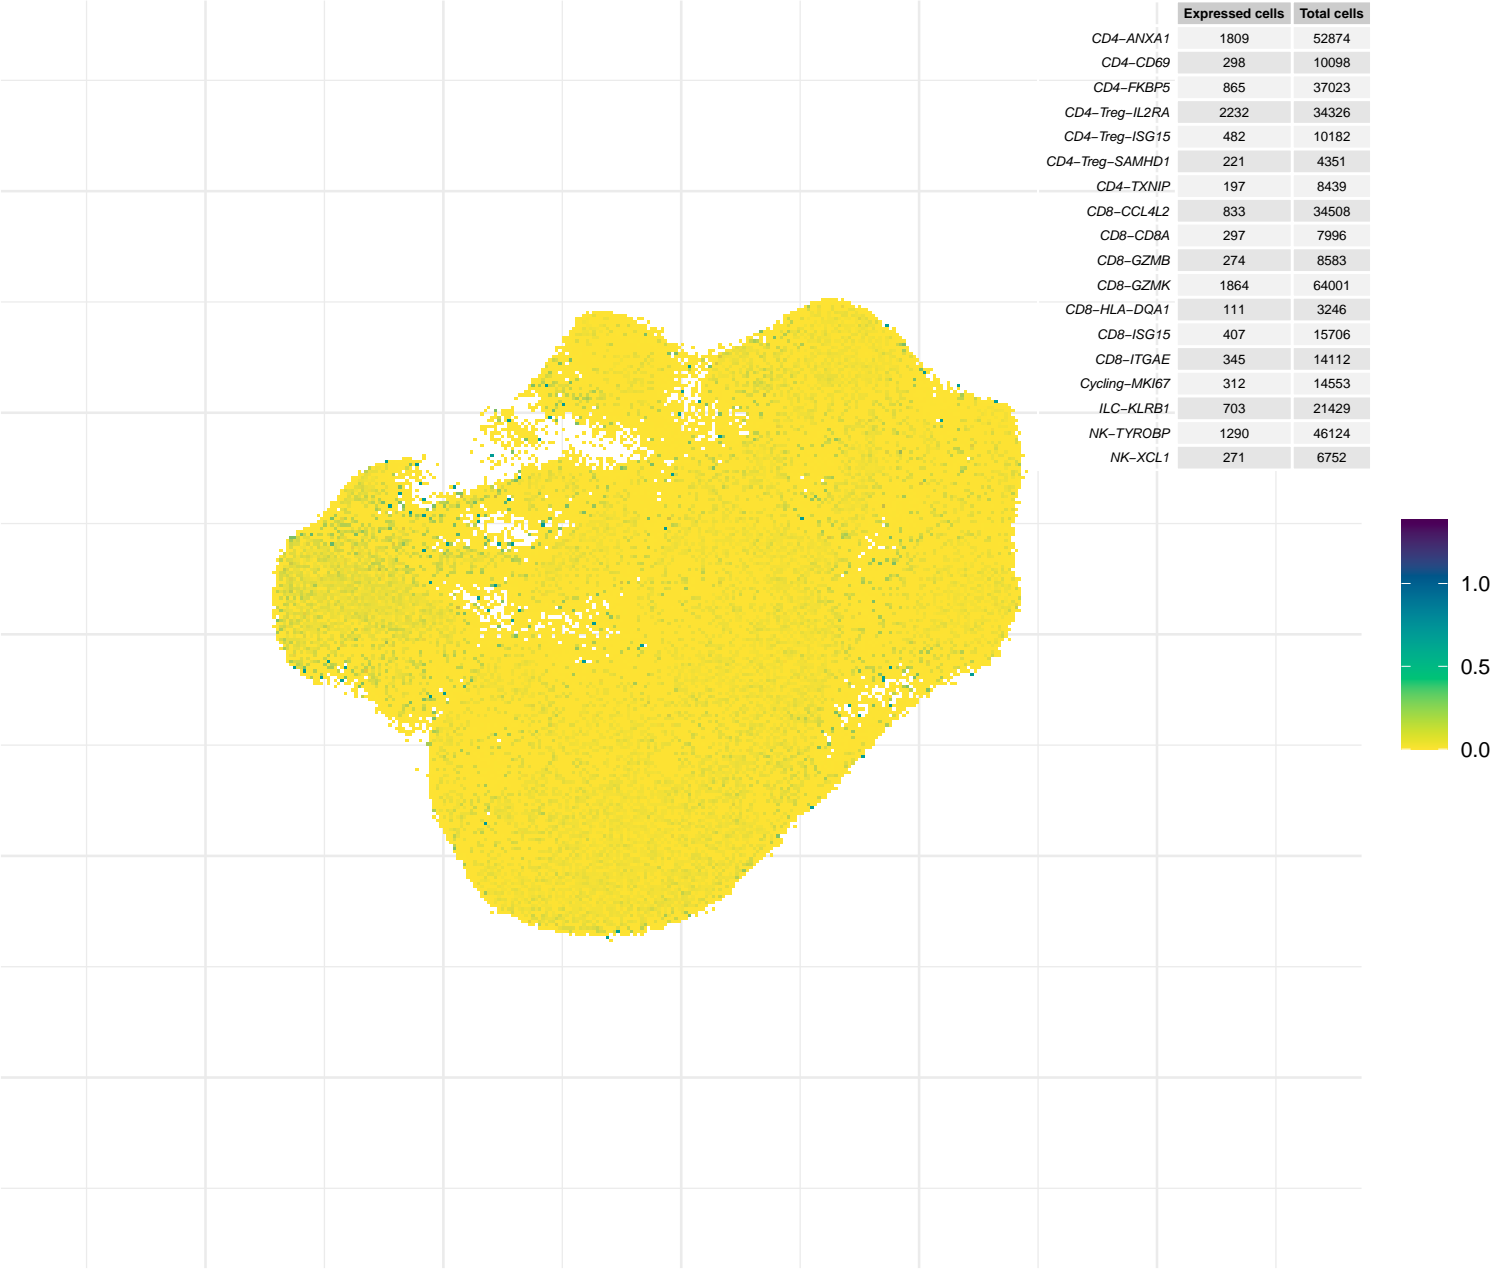 Expressed cells Total cells
CD4−ANXA1 1809 52874
CD4−CD69 298 10098
CD4−FKBP5 865 37023
CD4−Treg−IL2RA 2232 34326
CD4−Treg−ISG15 482 10182
CD4−Treg−SAMHD1 221 4351
CD4−TXNIP 197 8439
CD8−CCL4L2 833 34508
CD8−CD8A 297 7996
CD8−GZMB 274 8583
CD8−GZMK 1864 64001
CD8−HLA−DQA1 111 3246
CD8−ISG15 407 15706
CD8−ITGAE 345 14112
Cycling−MKI67 312 14553
ILC−KLRB1 703 21429
NK−TYROBP 1290 46124
NK−XCL1 271 6752
1.0
0.5
0.0